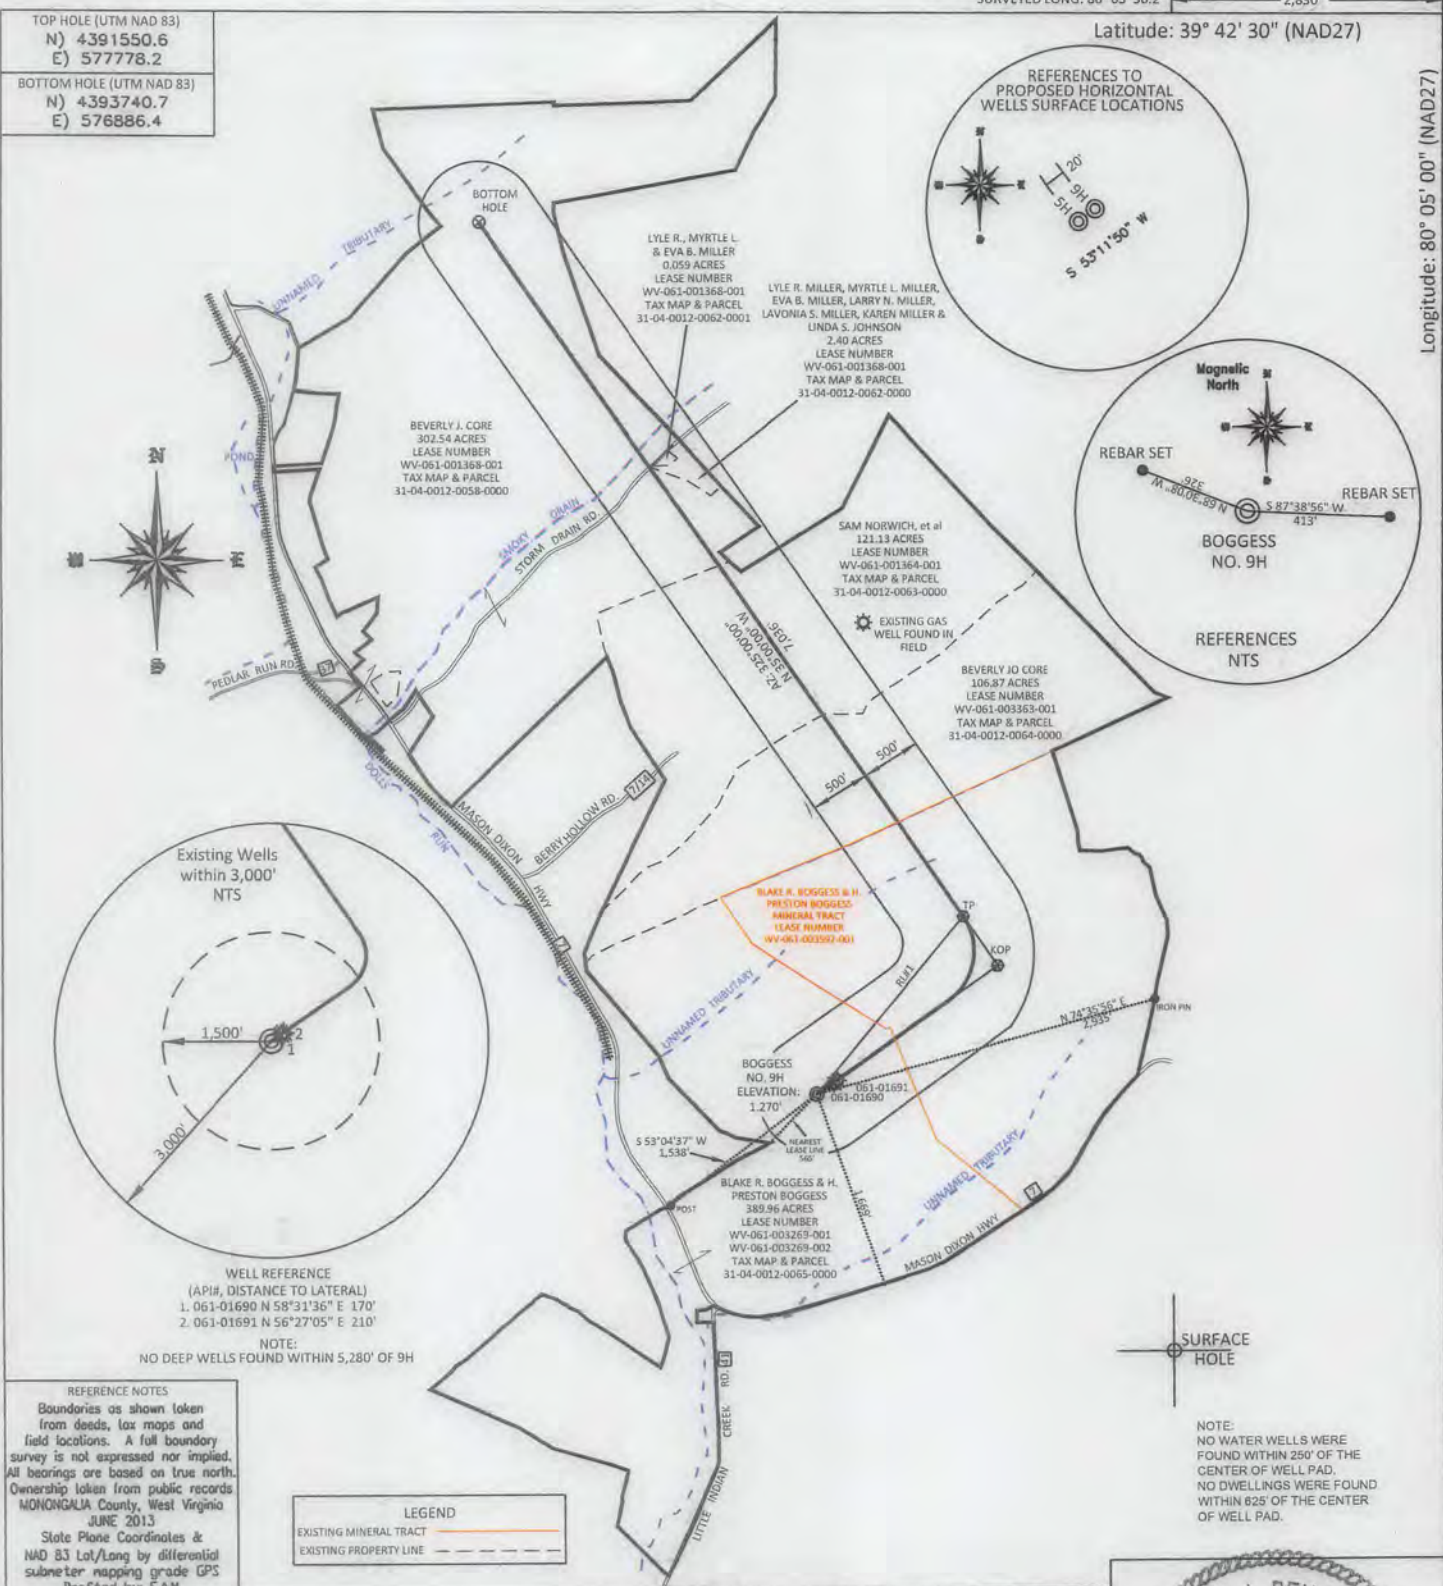 2,830'
TOP HOLE (UTM NAD 83)
N) 4391550.6
E) 577778.2
BOTTOM HOLE (UTM NAD 83)
N) 4393740.7
E) 576886.4
Latitude: 39° 42' 30" (NAD27)
Longitude: 80° 05' 00" (NAD27)
REFERENCES TO
PROPOSED HORIZONTAL
WELLS SURFACE LOCATIONS
20'
9H
5H
S 53°11'50" W
BOTTOM
HOLE
UNNAMED TRIBUTARY
LYLE R., MYRTLE L.
& EVA B. MILLER
0.059 ACRES
LEASE NUMBER
WV-061-001368-001
TAX MAP & PARCEL
31-04-0012-0062-0001
LYLE R. MILLER, MYRTLE L. MILLER,
EVA B. MILLER, LARRY N. MILLER,
LAVONIA S. MILLER, KAREN MILLER &
LINDA S. JOHNSON
2.40 ACRES
LEASE NUMBER
WV-061-001368-001
TAX MAP & PARCEL
31-04-0012-0062-0000
Magnetic
North
N
E
REBAR SET
326'
N 68°30'08" W
S 87°38'56" W
413'
REBAR SET
BOGGESS
NO. 9H
REFERENCES
NTS
BEVERLY J. CORE
302.54 ACRES
LEASE NUMBER
WV-061-001368-001
TAX MAP & PARCEL
31-04-0012-0058-0000
POND
N
W E
S
SMOKY DRAIN
STORM DRAIN RD.
SAM NORWICH, et al
121.13 ACRES
LEASE NUMBER
WV-061-001364-001
TAX MAP & PARCEL
31-04-0012-0063-0000
EXISTING GAS
WELL FOUND IN
FIELD
AZ: 325°00'00"
N 35°00'00" W
7,036'
PEDLAR RUN RD.
BEVERLY JO CORE
106.87 ACRES
LEASE NUMBER
WV-061-003363-001
TAX MAP & PARCEL
31-04-0012-0064-0000
500'
500'
DOLLS RUN
MASON DIXON HWY
7
BERRY HOLLOW RD.
7/14
Existing Wells
within 3,000'
NTS
1,500'
3,000'
2
1
BLAKE R. BOGGESS & H.
PRESTON BOGGESS
MINERAL TRACT
LEASE NUMBER
WV-061-003597-001
TP
KOP
RL#1
UNNAMED TRIBUTARY
N 74°35'56" E
2,935'
IRON PIN
BOGGESS
NO. 9H
ELEVATION:
1,270'
061-01691
061-01690
S 53°04'37" W
1,538'
NEAREST
LEASE LINE
565'
1,669'
POST
BLAKE R. BOGGESS & H.
PRESTON BOGGESS
389.96 ACRES
LEASE NUMBER
WV-061-003269-001
WV-061-003269-002
TAX MAP & PARCEL
31-04-0012-0065-0000
UNNAMED TRIBUTARY
7
MASON DIXON HWY
WELL REFERENCE
(API#, DISTANCE TO LATERAL)
1. 061-01690 N 58°31'36" E 170'
2. 061-01691 N 56°27'05" E 210'
NOTE:
NO DEEP WELLS FOUND WITHIN 5,280' OF 9H
LITTLE INDIAN CREEK RD.
SURFACE
HOLE
REFERENCE NOTES
Boundaries as shown taken
from deeds, tax maps and
field locations. A full boundary
survey is not expressed nor implied.
All bearings are based on true north.
Ownership taken from public records
MONONGALIA County, West Virginia
JUNE 2013
State Plane Coordinates &
NAD 83 Lat/Long by differential
submeter mapping grade GPS
LEGEND
EXISTING MINERAL TRACT
EXISTING PROPERTY LINE
NOTE:
NO WATER WELLS WERE
FOUND WITHIN 250' OF THE
CENTER OF WELL PAD.
NO DWELLINGS WERE FOUND
WITHIN 625' OF THE CENTER
OF WELL PAD.